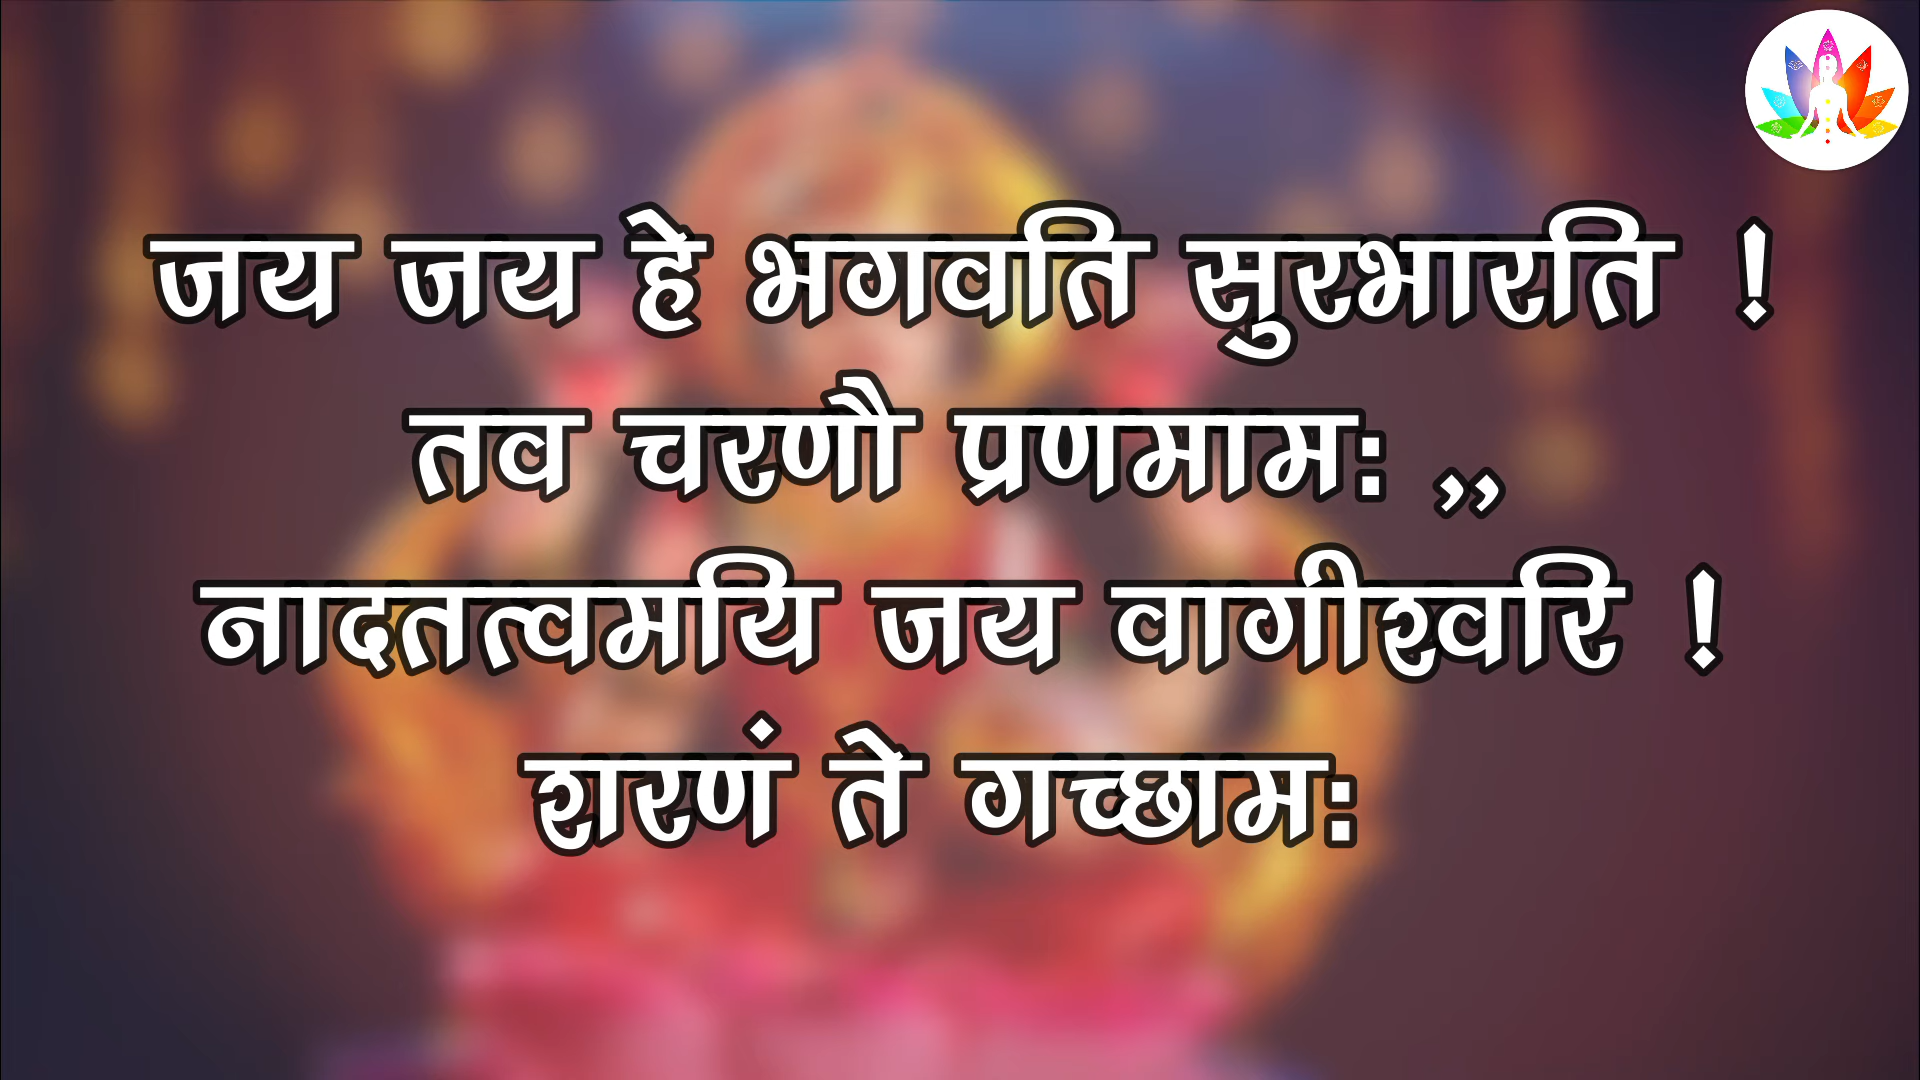 जय जय हे भगवति सुरभारति !
तव चरणौ प्रणमामः ,,
नादतत्वमयि जय वागीश्वरि !
शरणं ते गच्छामः